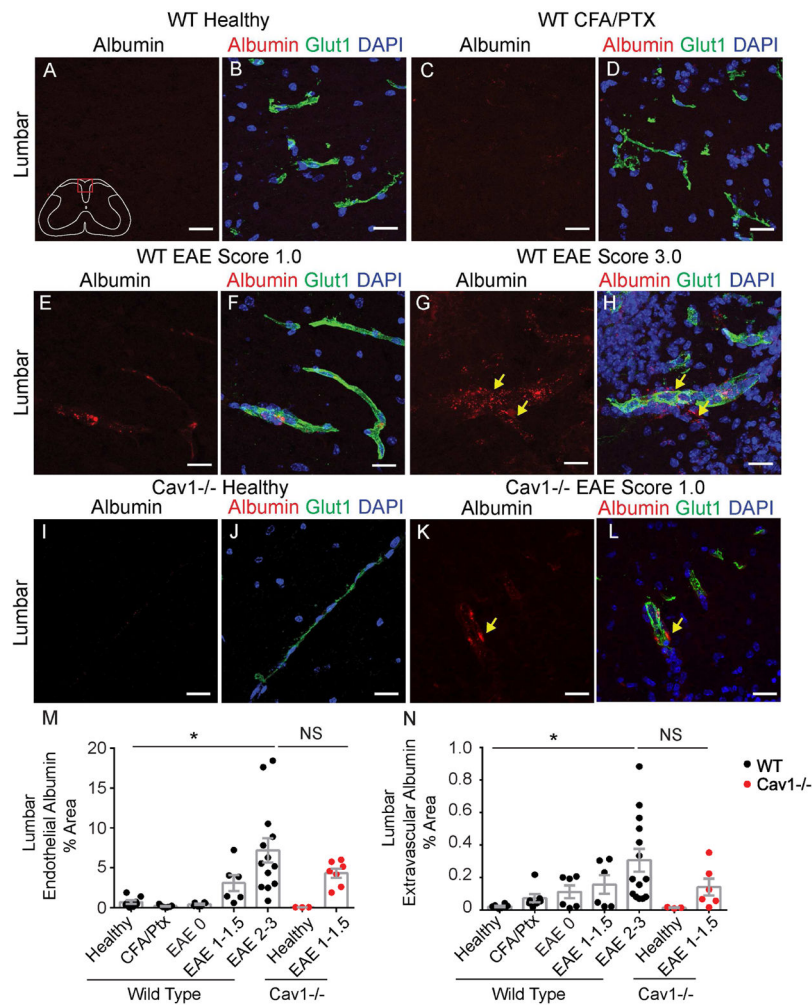 WT Healthy
WT CFA/PTX
Albumin
Albumin Glut1 DAPI
Albumin
Albumin Glut1 DAPI
Lumbar
A
B
C
D
WT EAE Score 1.0
WT EAE Score 3.0
Albumin
Albumin Glut1 DAPI
Albumin
Albumin Glut1 DAPI
Lumbar
E
F
G
H
Cav1-/- Healthy
Cav1-/- EAE Score 1.0
Albumin
Albumin Glut1 DAPI
Albumin
Albumin Glut1 DAPI
Lumbar
I
J
K
L
M
Lumbar
Endothelial Albumin
% Area
20
15
10
5
0
*
NS
Healthy
CFA/Ptx
EAE 0
EAE 1-1.5
EAE 2-3
Healthy
EAE 1-1.5
Wild Type
Cav1-/-
N
Lumbar
Extravascular Albumin
% Area
1.0
0.8
0.6
0.4
0.2
0
*
NS
WT
Cav1-/-
Healthy
CFA/Ptx
EAE 0
EAE 1-1.5
EAE 2-3
Healthy
EAE 1-1.5
Wild Type
Cav1-/-